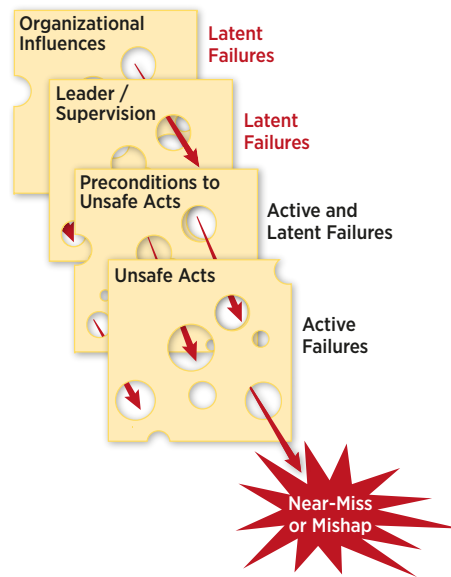 Organizational
Influences
Latent
Failures
Leader /
Supervision
Latent
Failures
Preconditions to
Unsafe Acts
Active and
Latent Failures
Unsafe Acts
Active
Failures
Near-Miss
or Mishap